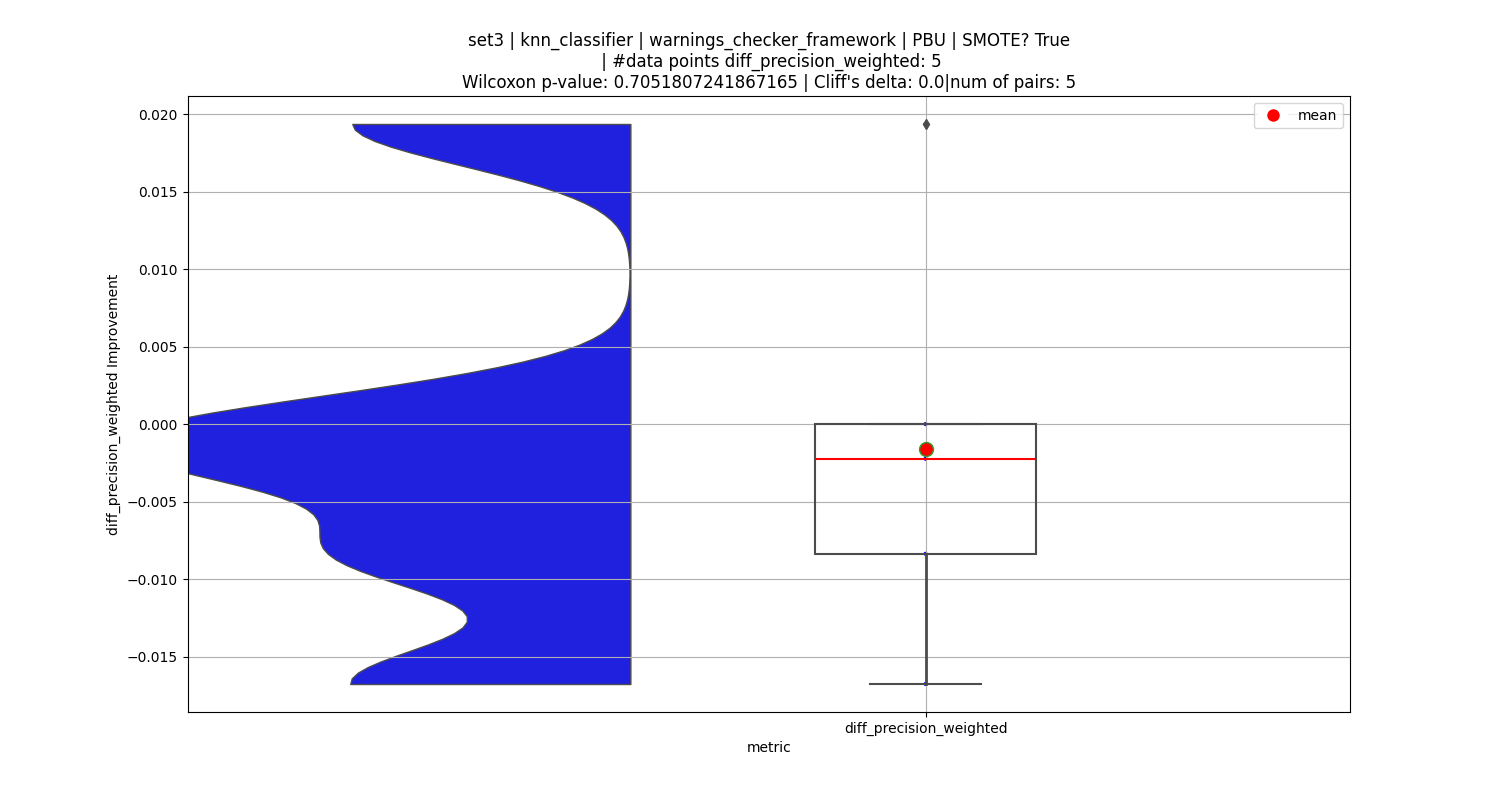 set3 | knn_classifier | warnings_checker_framework | PBU | SMOTE? True
| #data points diff_precision_weighted: 5
Wilcoxon p-value: 0.7051807241867165 | Cliff's delta: 0.0|num of pairs: 5
mean
0.020
0.015
0.010
0.005
0.000
−0.005
−0.010
−0.015
diff_precision_weighted Improvement
diff_precision_weighted
metric